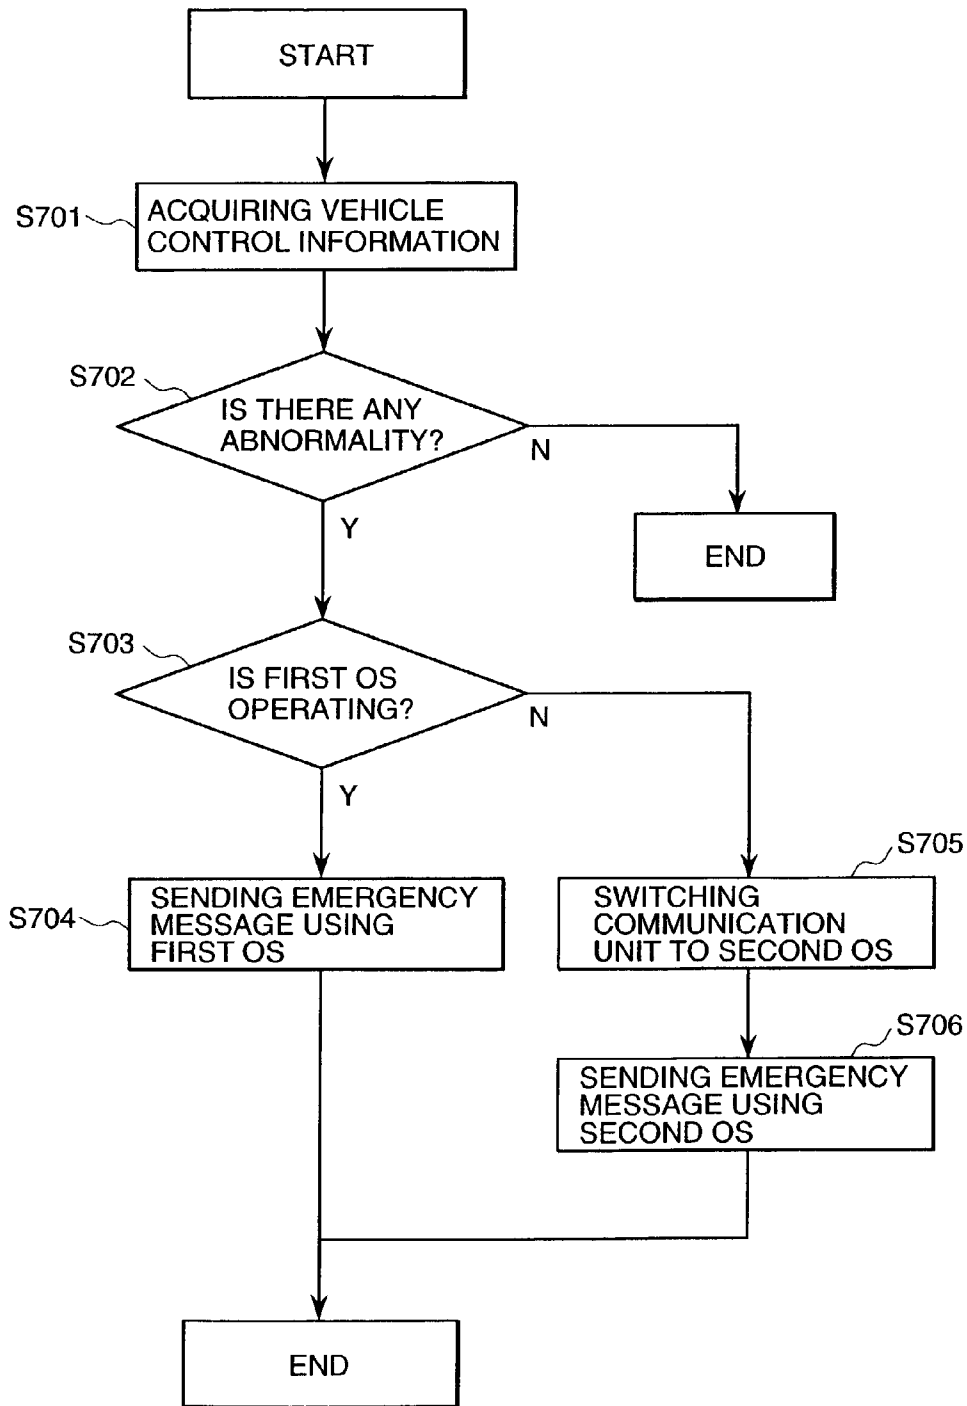 START
S701
ACQUIRING VEHICLE
CONTROL INFORMATION
S702
IS THERE ANY
ABNORMALITY?
N
Y
END
S703
IS FIRST OS
OPERATING?
N
Y
S704
SENDING EMERGENCY
MESSAGE USING
FIRST OS
S705
SWITCHING
COMMUNICATION
UNIT TO SECOND OS
S706
SENDING EMERGENCY
MESSAGE USING
SECOND OS
END